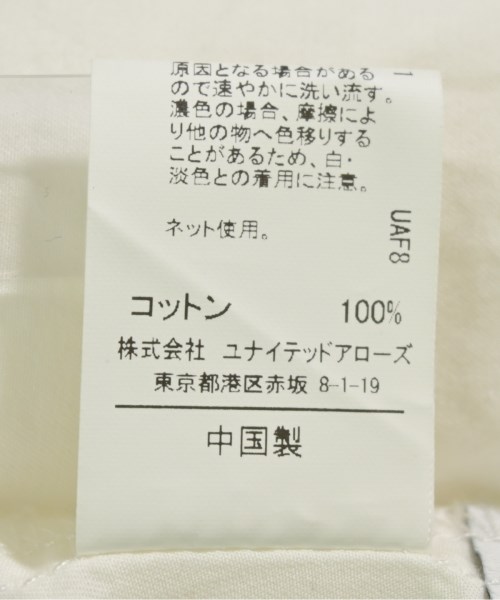 原因となる場合がある
ので速やかに洗い流す。
濃色の場合、摩擦によ
り他の物へ色移りする
ことがあるため、白・
淡色との着用に注意。
ネット使用。
1
UAF8
コットン 100%
株式会社 ユナイテッドアローズ
東京都港区赤坂 8-1-19
中国製